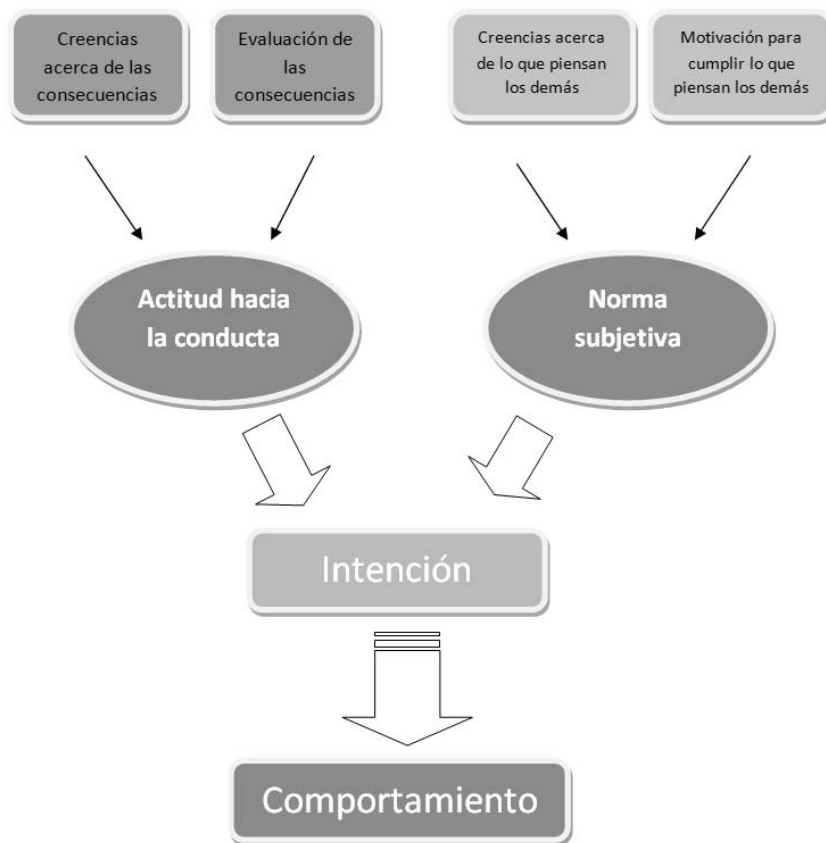 Creencias
acerca de las
consecuencias
Evaluación de
las
consecuencias
Creencias acerca
de lo que piensan
los demás
Motivación para
cumplir lo que
piensan los demás
Actitud hacia
la conducta
Norma
subjetiva
Intención
Comportamiento